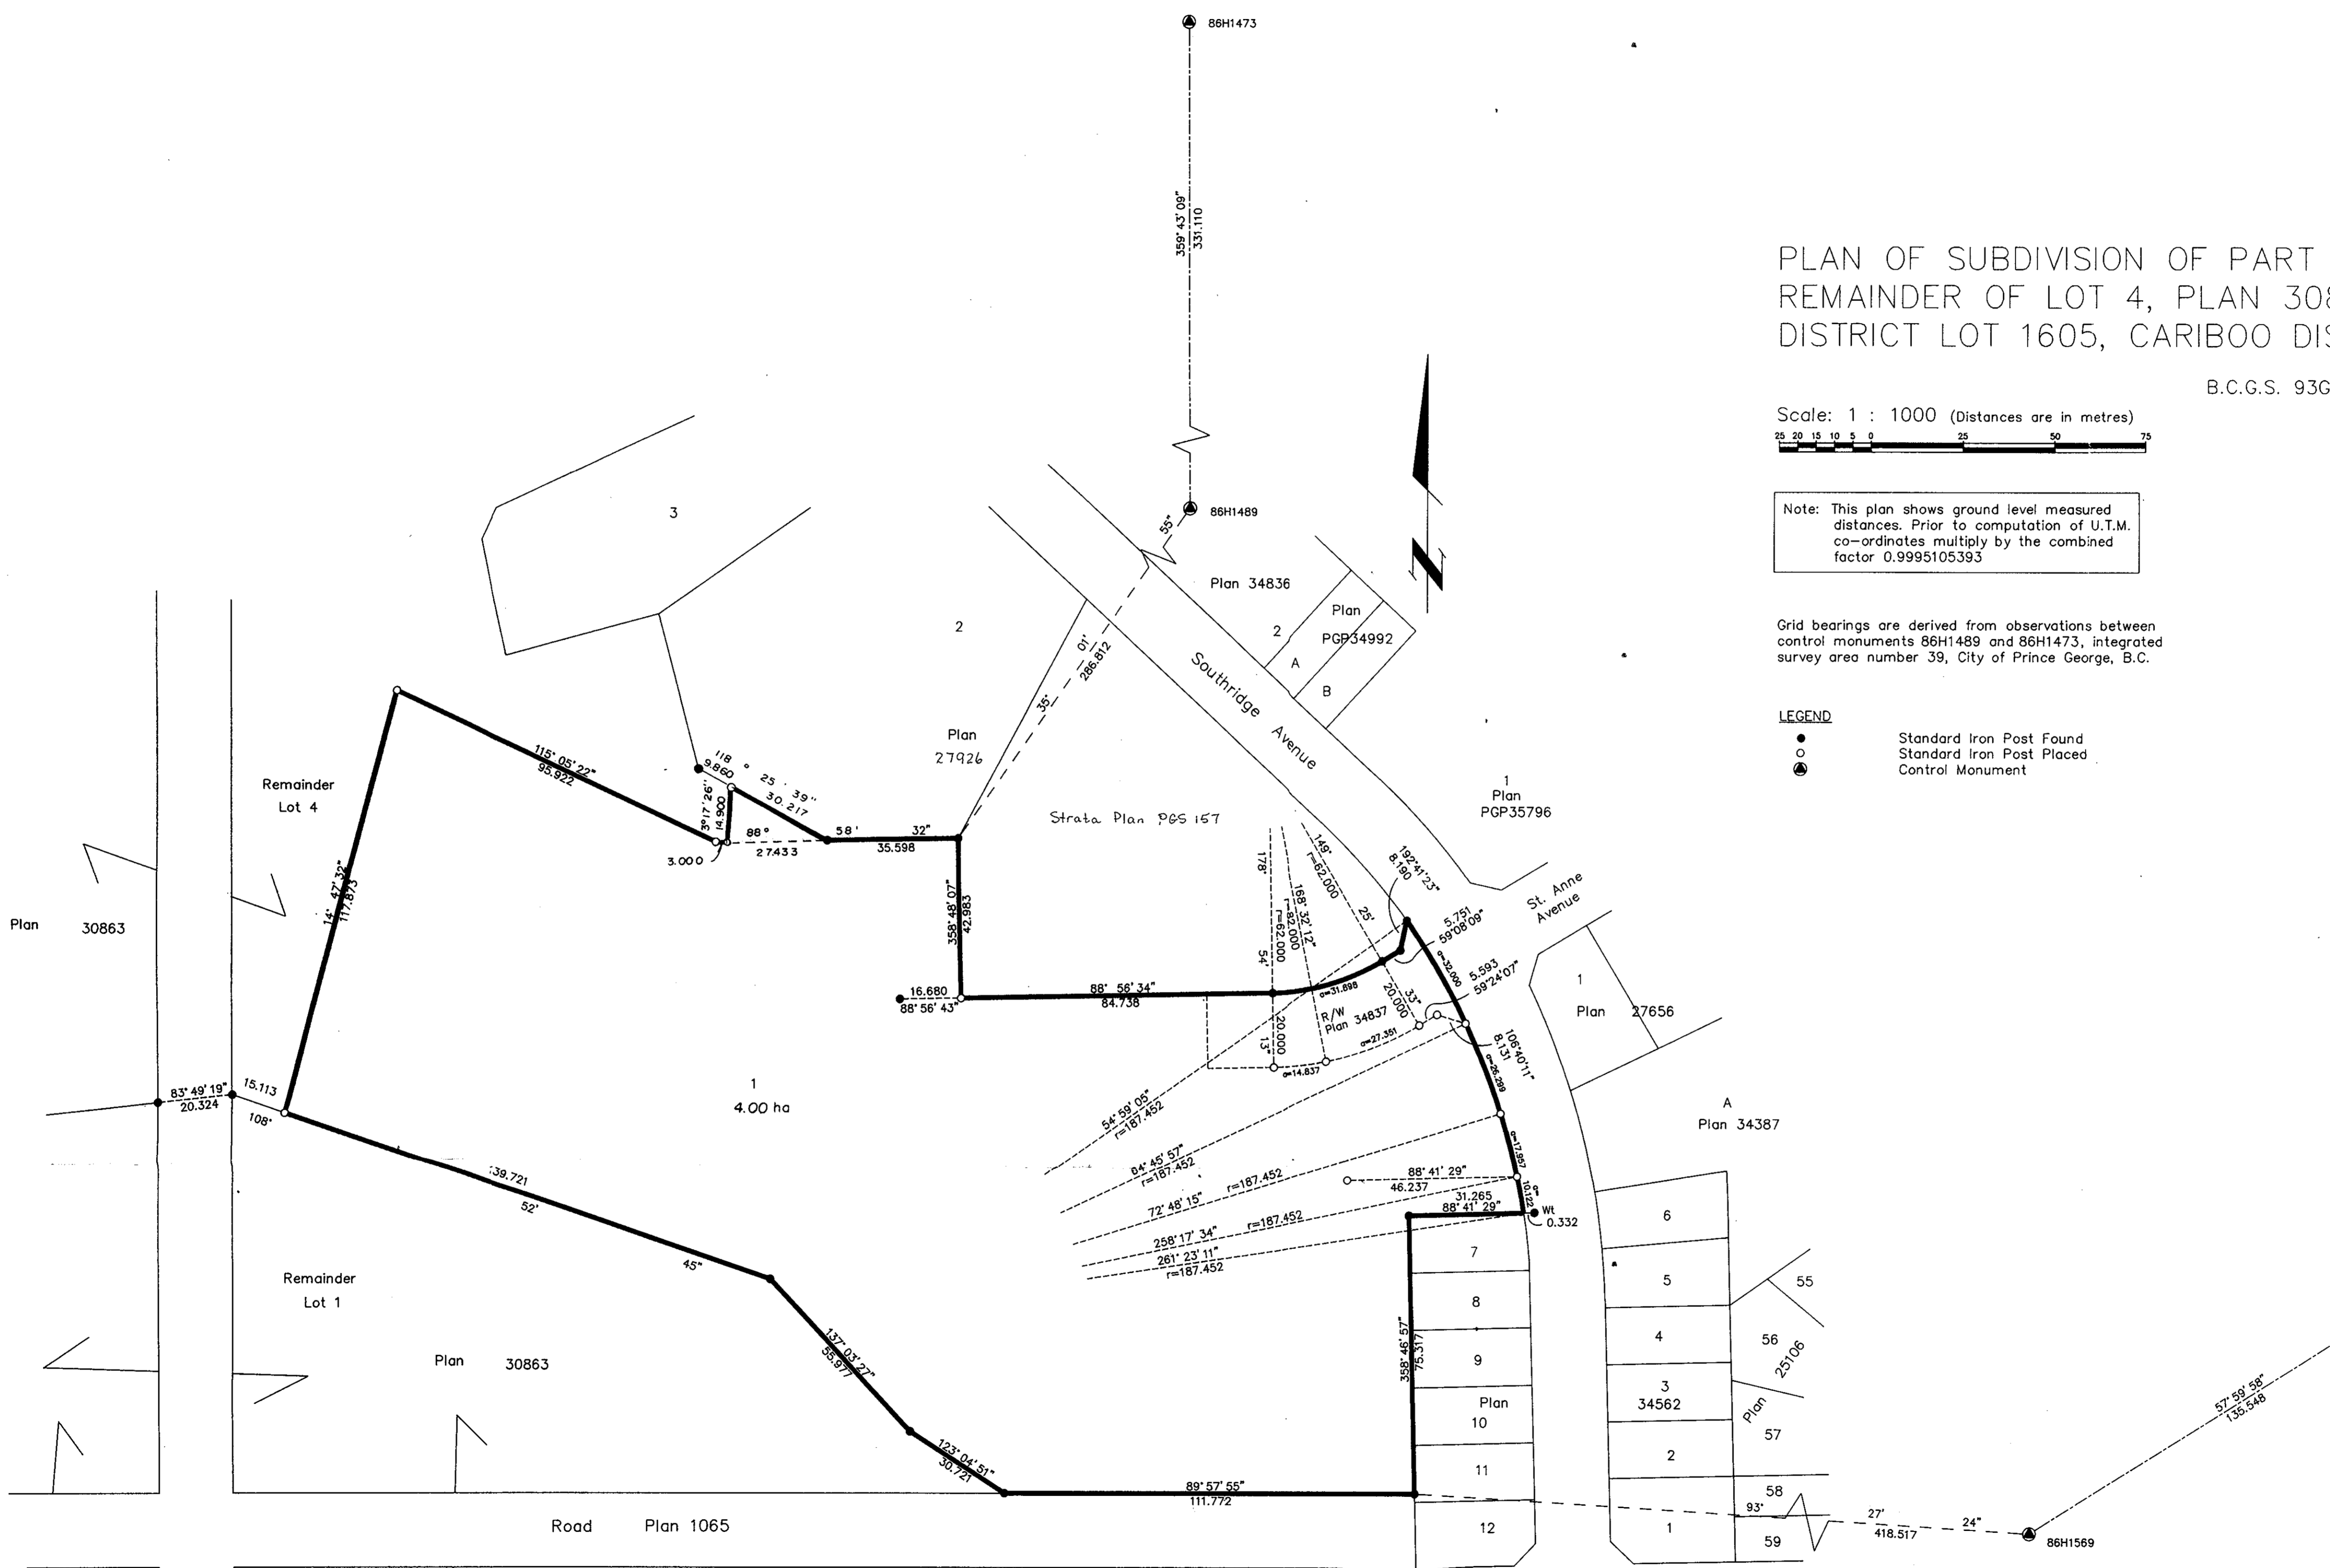 86H1473
359° 43' 09"
331.110
86H1489
55"
01'
286.812
35'
PLAN OF SUBDIVISION OF PART
REMAINDER OF LOT 4, PLAN
DISTRICT LOT 1605, CARIBOO
B.C.G.S. 93G
Scale: 1 : 1000 (Distances are in metres)
25 20 15 10 5 0 25 50 75
Note: This plan shows ground level measured
distances. Prior to computation of U.T.M.
co-ordinates multiply by the combined
factor 0.9995105393
Grid bearings are derived from observations between
control monuments 86H1489 and 86H1473, integrated
survey area number 39, City of Prince George, B.C.
LEGEND
Standard Iron Post Found
Standard Iron Post Placed
Control Monument
N
3
2
Plan
27926
Plan 34836
2
Plan
PGP34992
A
B
Southridge Avenue
1
Plan
PGP35796
St. Anne
Avenue
Strata Plan PGS 157
Remainder
Lot 4
Plan 30863
115° 05' 22"
95.922
118° 25' 39"
9.860
30.217
3°17'26"
14.900
3.000
88° 58' 32"
27.433
35.598
14° 47' 32"
117.873
358° 48' 07"
42.983
16.680
88° 56' 43"
88° 56' 34"
84.738
178° 54' 13"
r=62.000
20.000
168° 32' 12"
r=82.000
149° 25' 33"
r=62.000
20.000
192°41'23"
8.190
5.751
59°08'09"
a=32.000
5.593
59°24'07"
a=31.898
R/W
Plan 34837
a=27.351
a=14.837
106°40'11"
8.131
a=26.299
a=17.957
a=
10.122
54° 59' 05"
r=187.452
64° 45' 57"
r=187.452
72° 48' 15"
r=187.452
258° 17' 34"
r=187.452
261° 23' 11"
r=187.452
88° 41' 29"
46.237
31.265
88° 41' 29"
Wt
0.332
1
4.00 ha
83° 49' 19"
20.324
15.113
108°
39.721
52'
45"
Remainder
Lot 1
Plan 30863
137° 03' 27"
55.977
123° 04' 51"
30.721
89° 57' 55"
111.772
358° 46' 57"
75.317
Road Plan 1065
7
8
9
Plan
10
11
12
1
Plan 27656
A
Plan 34387
6
5
4
3
34562
2
1
55
56
Plan 25106
57
58
59
93° 27' 24"
418.517
86H1569
57° 59' 58"
135.548